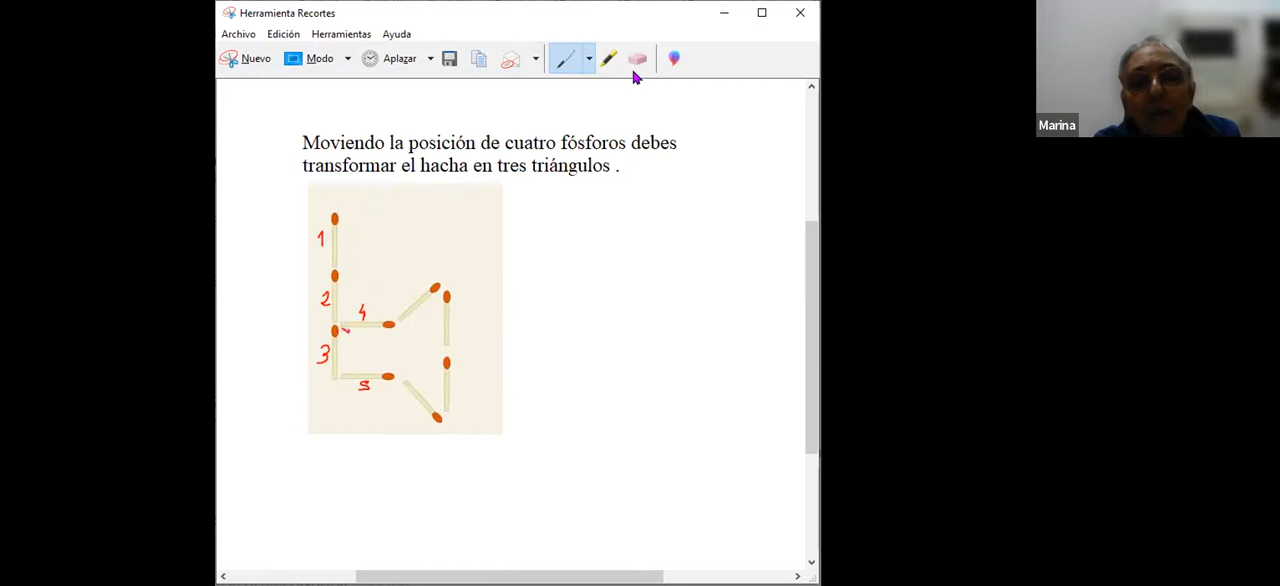 Herramienta Recortes
Archivo Edición Herramientas Ayuda
Nuevo Modo Aplazar
Marina
Moviendo la posición de cuatro fósforos debes
transformar el hacha en tres triángulos .
1
2
4
3
5